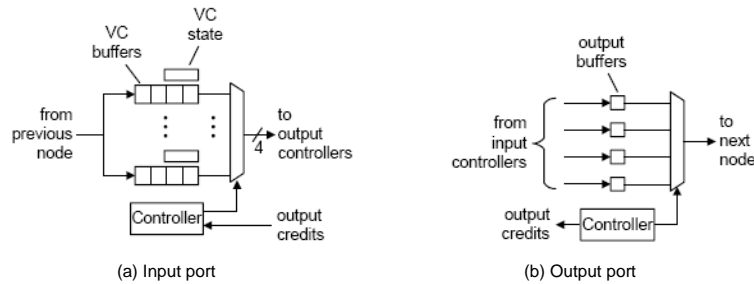 VC
buffers
VC
state
from
previous
node
to
output
controllers
4
Controller
output
credits
(a) Input port
output
buffers
from
input
controllers
to
next
node
output
credits
Controller
(b) Output port